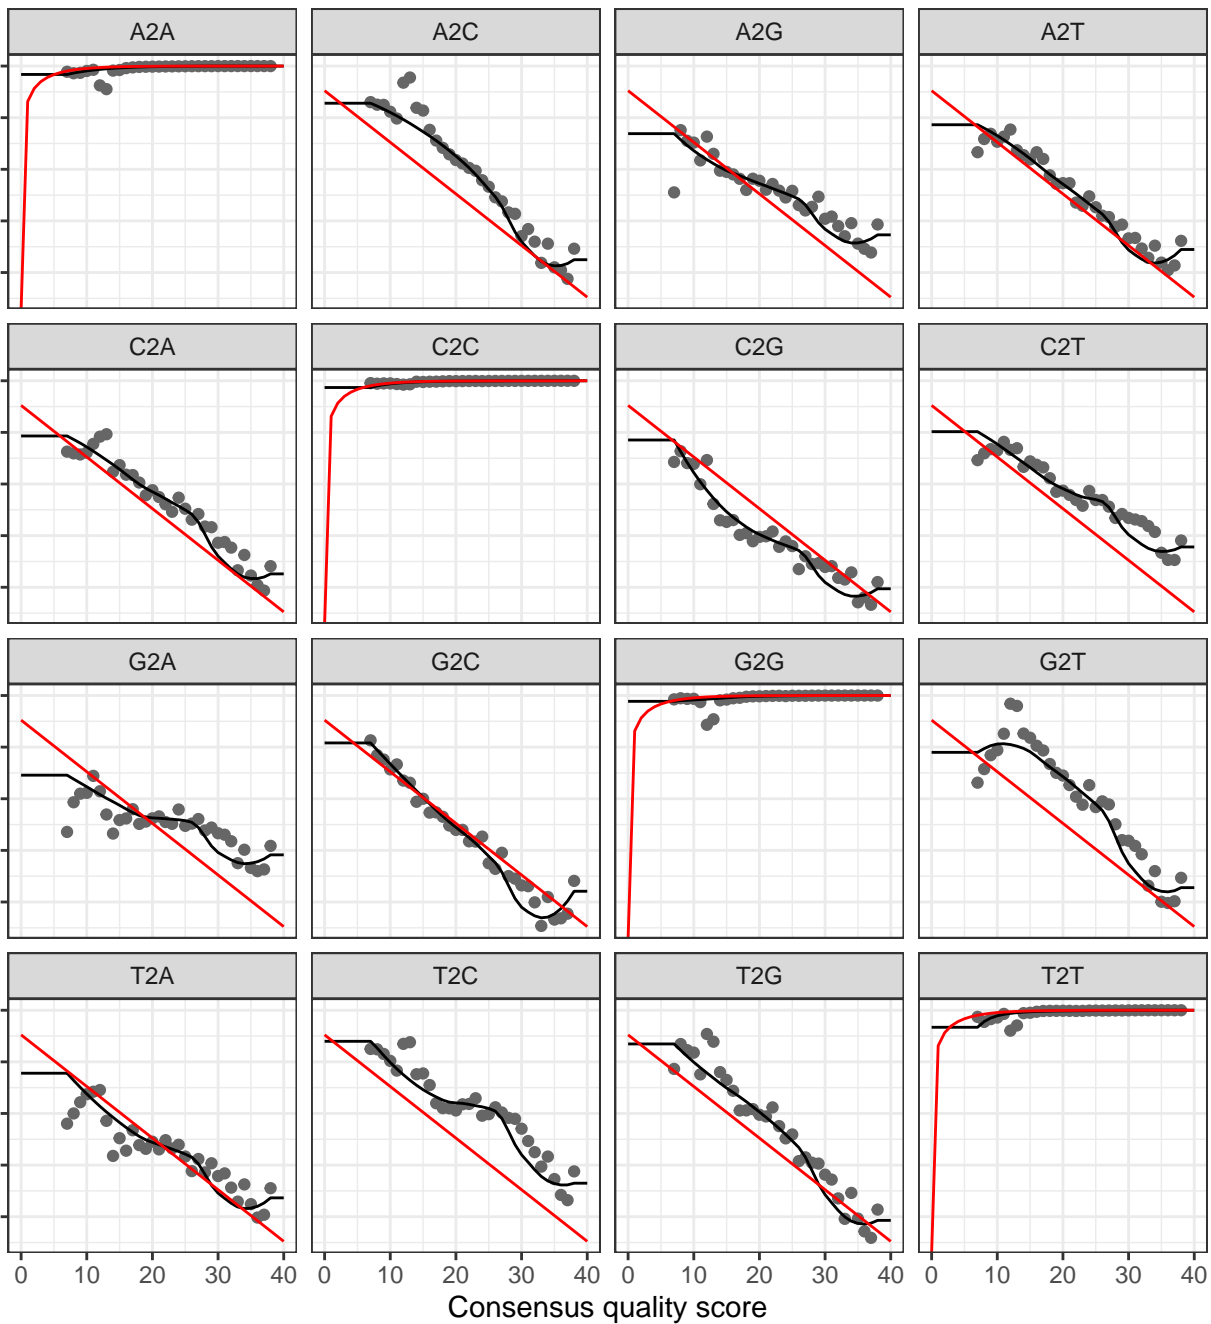 A2A A2C A2G A2T
C2A C2C C2G C2T
G2A G2C G2G G2T
T2A T2C T2G T2T
0 10 20 30 40 0 10 20 30 40 0 10 20 30 40 0 10 20 30 40
Consensus quality score